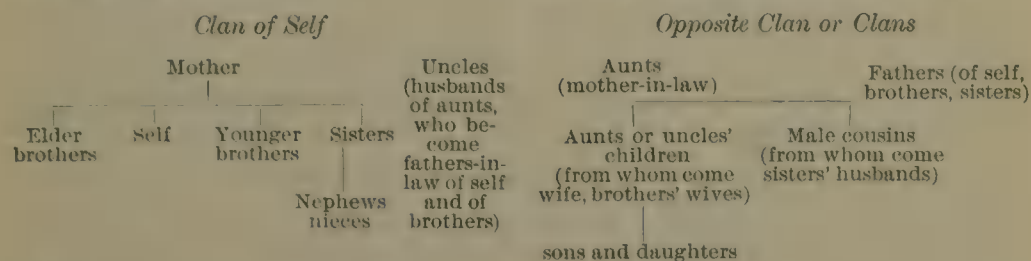 Clan of Self
Mother
Elder
brothers
Self
Younger
brothers
Sisters
Nephews
nieces
Uncles
(husbands
of aunts,
who be-
come
fathers-in-
law of self
and of
brothers)
Opposite Clan or Clans
Aunts
(mother-in-law)
Fathers (of self,
brothers, sisters)
Aunts or uncles'
children
(from whom come
wife, brothers' wives)
Male cousins
(from whom come
sisters' husbands)
sons and daughters